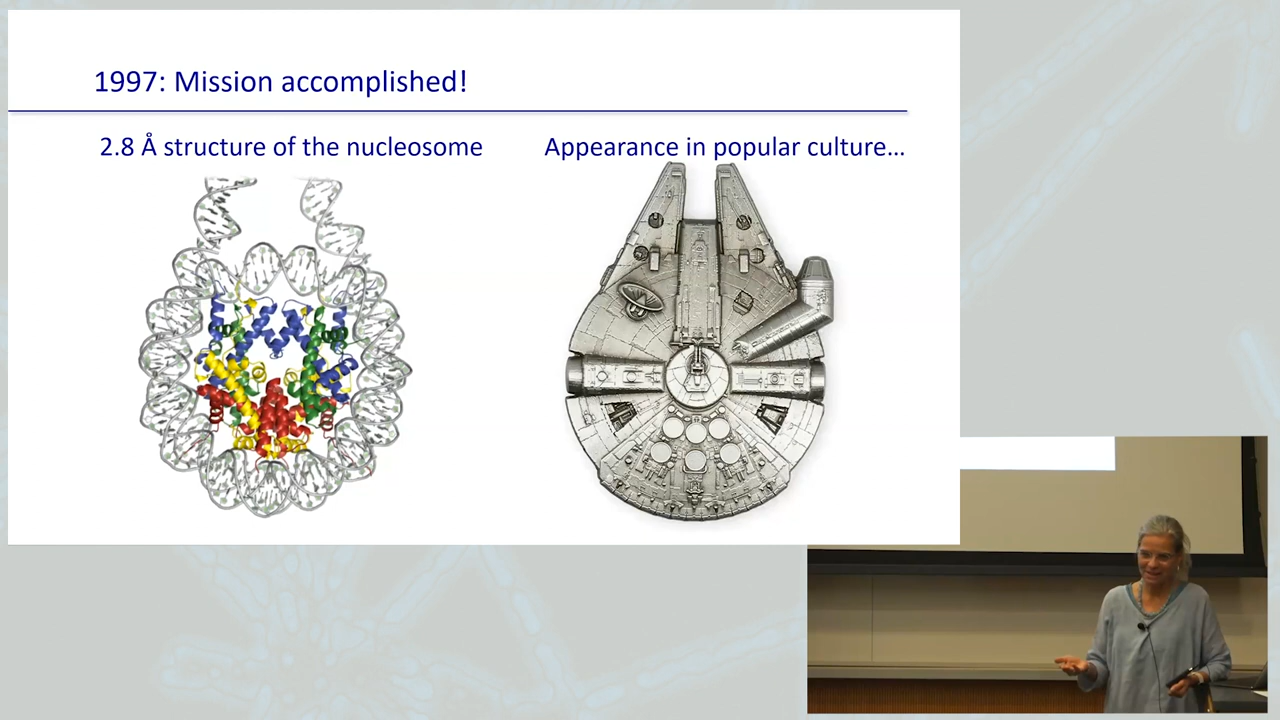 1997: Mission accomplished!
2.8 Å structure of the nucleosome
Appearance in popular culture...